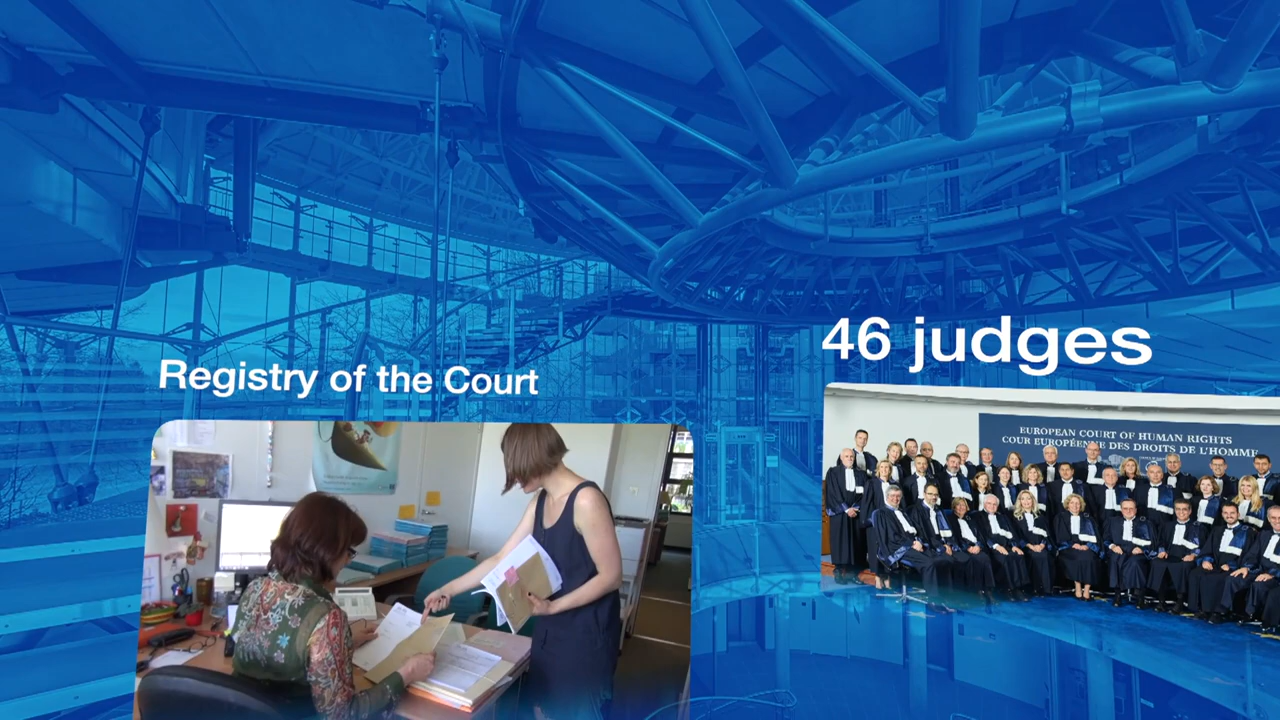 46 judges
Registry of the Court
EUROPEAN COURT OF HUMAN RIGHTS
COUR EUROPÉENNE DES DROITS DE L'HOMME